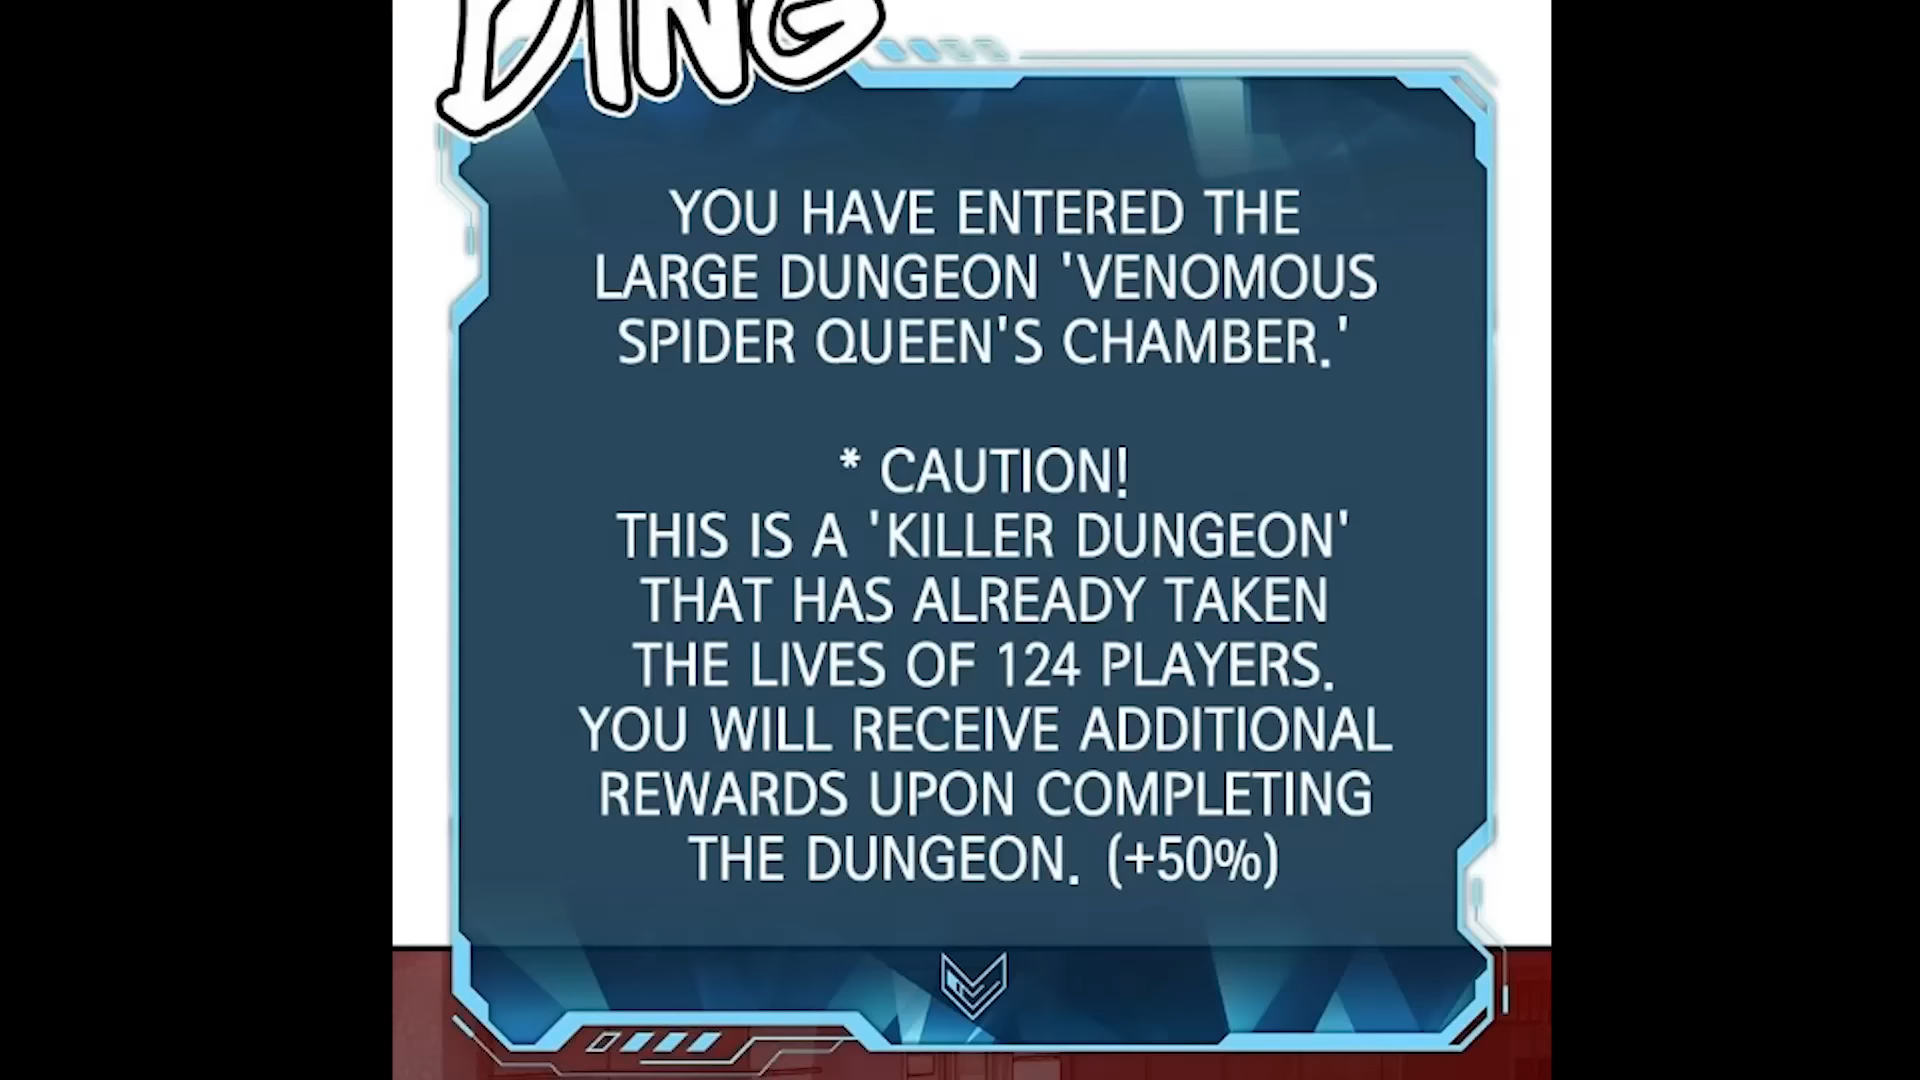 DING
YOU HAVE ENTERED THE
LARGE DUNGEON 'VENOMOUS
SPIDER QUEEN'S CHAMBER.'
* CAUTION!
THIS IS A 'KILLER DUNGEON'
THAT HAS ALREADY TAKEN
THE LIVES OF 124 PLAYERS.
YOU WILL RECEIVE ADDITIONAL
REWARDS UPON COMPLETING
THE DUNGEON. (+50%)